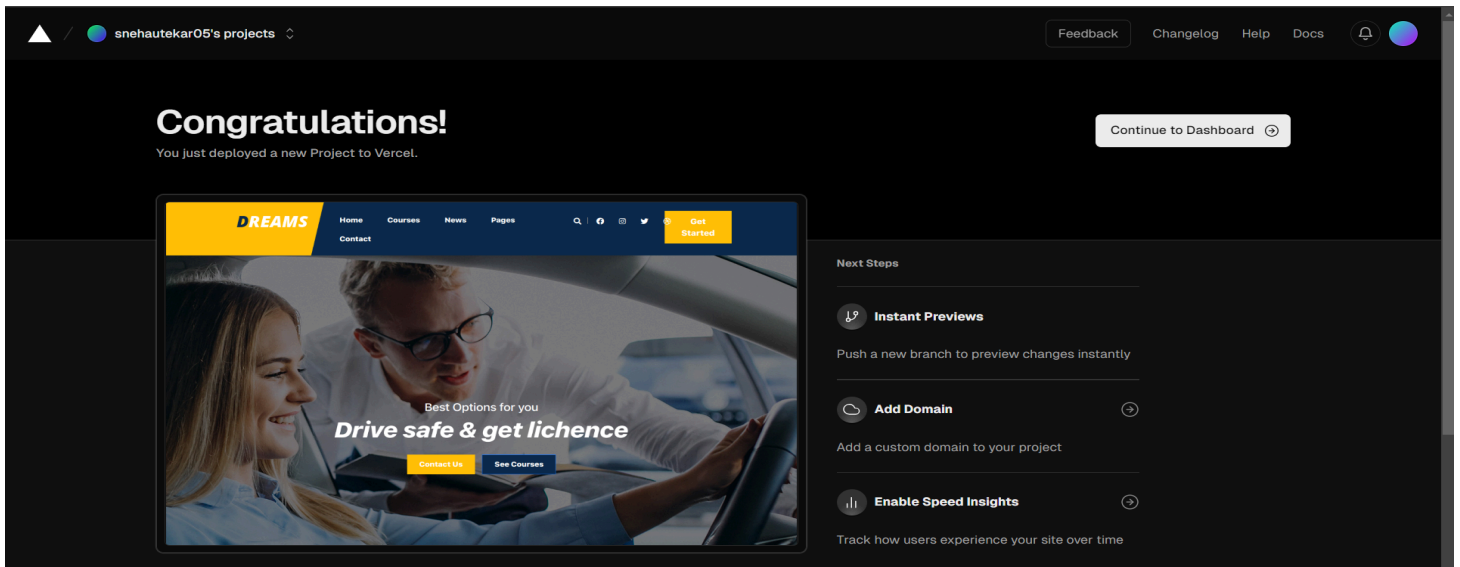 snehautekar05's projects
Feedback
Changelog
Help
Docs
Congratulations!
You just deployed a new Project to Vercel.
Continue to Dashboard
DREAMS
Home
Courses
News
Pages
Contact
Get
Started
Best Options for you
Drive safe & get lichence
Contact Us
See Courses
Next Steps
Instant Previews
Push a new branch to preview changes instantly
Add Domain
Add a custom domain to your project
Enable Speed Insights
Track how users experience your site over time